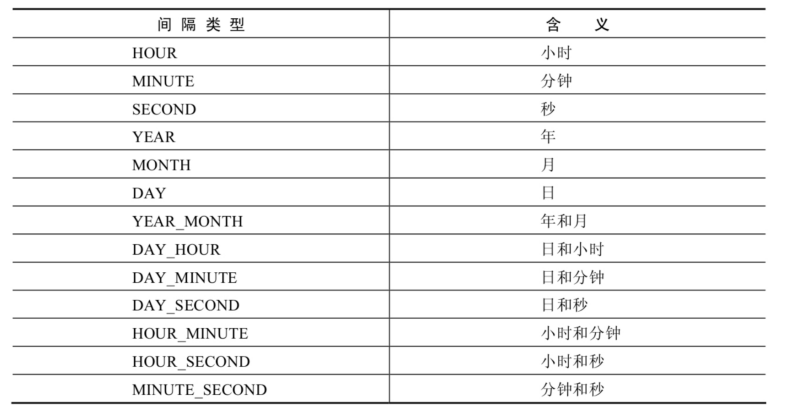 间隔类型 含义
HOUR 小时
MINUTE 分钟
SECOND 秒
YEAR 年
MONTH 月
DAY 日
YEAR_MONTH 年和月
DAY_HOUR 日和小时
DAY_MINUTE 日和分钟
DAY_SECOND 日和秒
HOUR_MINUTE 小时和分钟
HOUR_SECOND 小时和秒
MINUTE_SECOND 分钟和秒